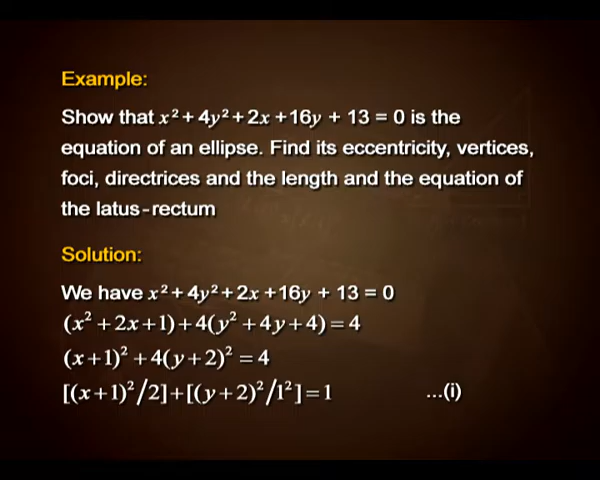 Example:
Show that x² + 4y² + 2x + 16y + 13 = 0 is the
equation of an ellipse. Find its eccentricity, vertices,
foci, directrices and the length and the equation of
the latus-rectum
Solution:
We have x² + 4y² + 2x + 16y + 13 = 0
(x² + 2x + 1) + 4(y² + 4y + 4) = 4
(x + 1)² + 4(y + 2)² = 4
[(x + 1)² / 2] + [(y + 2)² / 1²] = 1 ...(i)